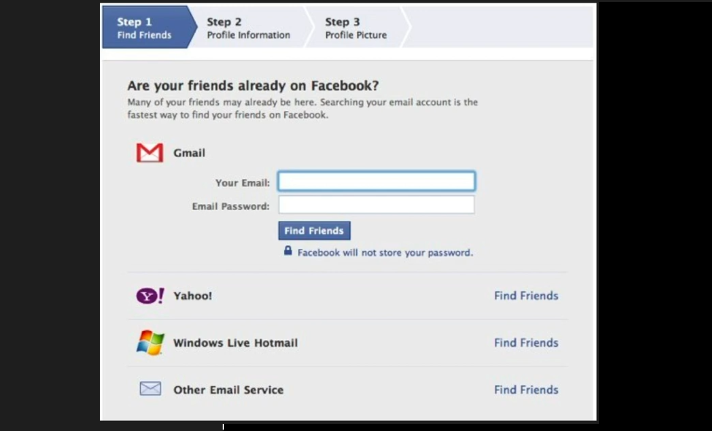 Step 1
Find Friends
Step 2
Profile Information
Step 3
Profile Picture
Are your friends already on Facebook?
Many of your friends may already be here. Searching your email account is the
fastest way to find your friends on Facebook.
Gmail
Your Email:
Email Password:
Find Friends
Facebook will not store your password.
Y! Yahoo!
Find Friends
Windows Live Hotmail
Find Friends
Other Email Service
Find Friends